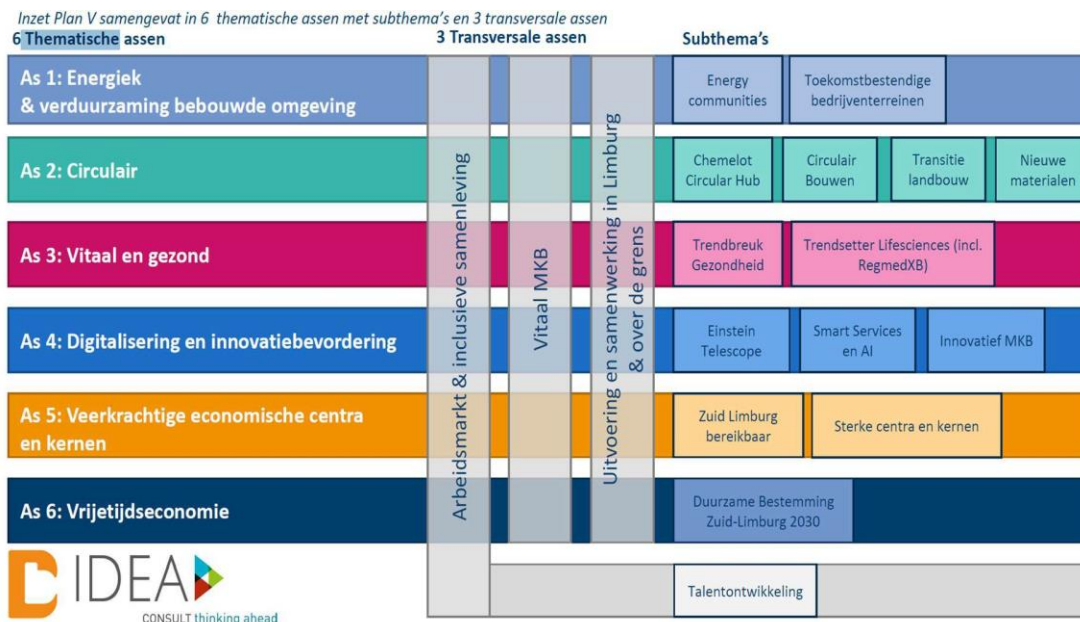 Inzet Plan V samengevat in 6 thematische assen met subthema's en 3 transversale assen
6 Thematische assen
3 Transversale assen
Subthema's
As 1: Energiek
& verduurzaming bebouwde omgeving
Energy
communities
Toekomstbestendige
bedrijventerreinen
As 2: Circulair
Chemelot
Circular Hub
Circulair
Bouwen
Transitie
landbouw
Nieuwe
materialen
As 3: Vitaal en gezond
Trendbreuk
Gezondheid
Trendsetter Lifesciences (incl.
RegmedXB)
As 4: Digitalisering en innovatiebevordering
Einstein
Telescope
Smart Services
en AI
Innovatief MKB
As 5: Veerkrachtige economische centra
en kernen
Zuid Limburg
bereikbaar
Sterke centra en kernen
As 6: Vrijetijdseconomie
Duurzame Bestemming
Zuid-Limburg 2030
Arbeidsmarkt & inclusieve samenleving
Vitaal MKB
Uitvoering en samenwerking in Limburg
& over de grens
Talentontwikkeling
IDEA
CONSULT thinking ahead